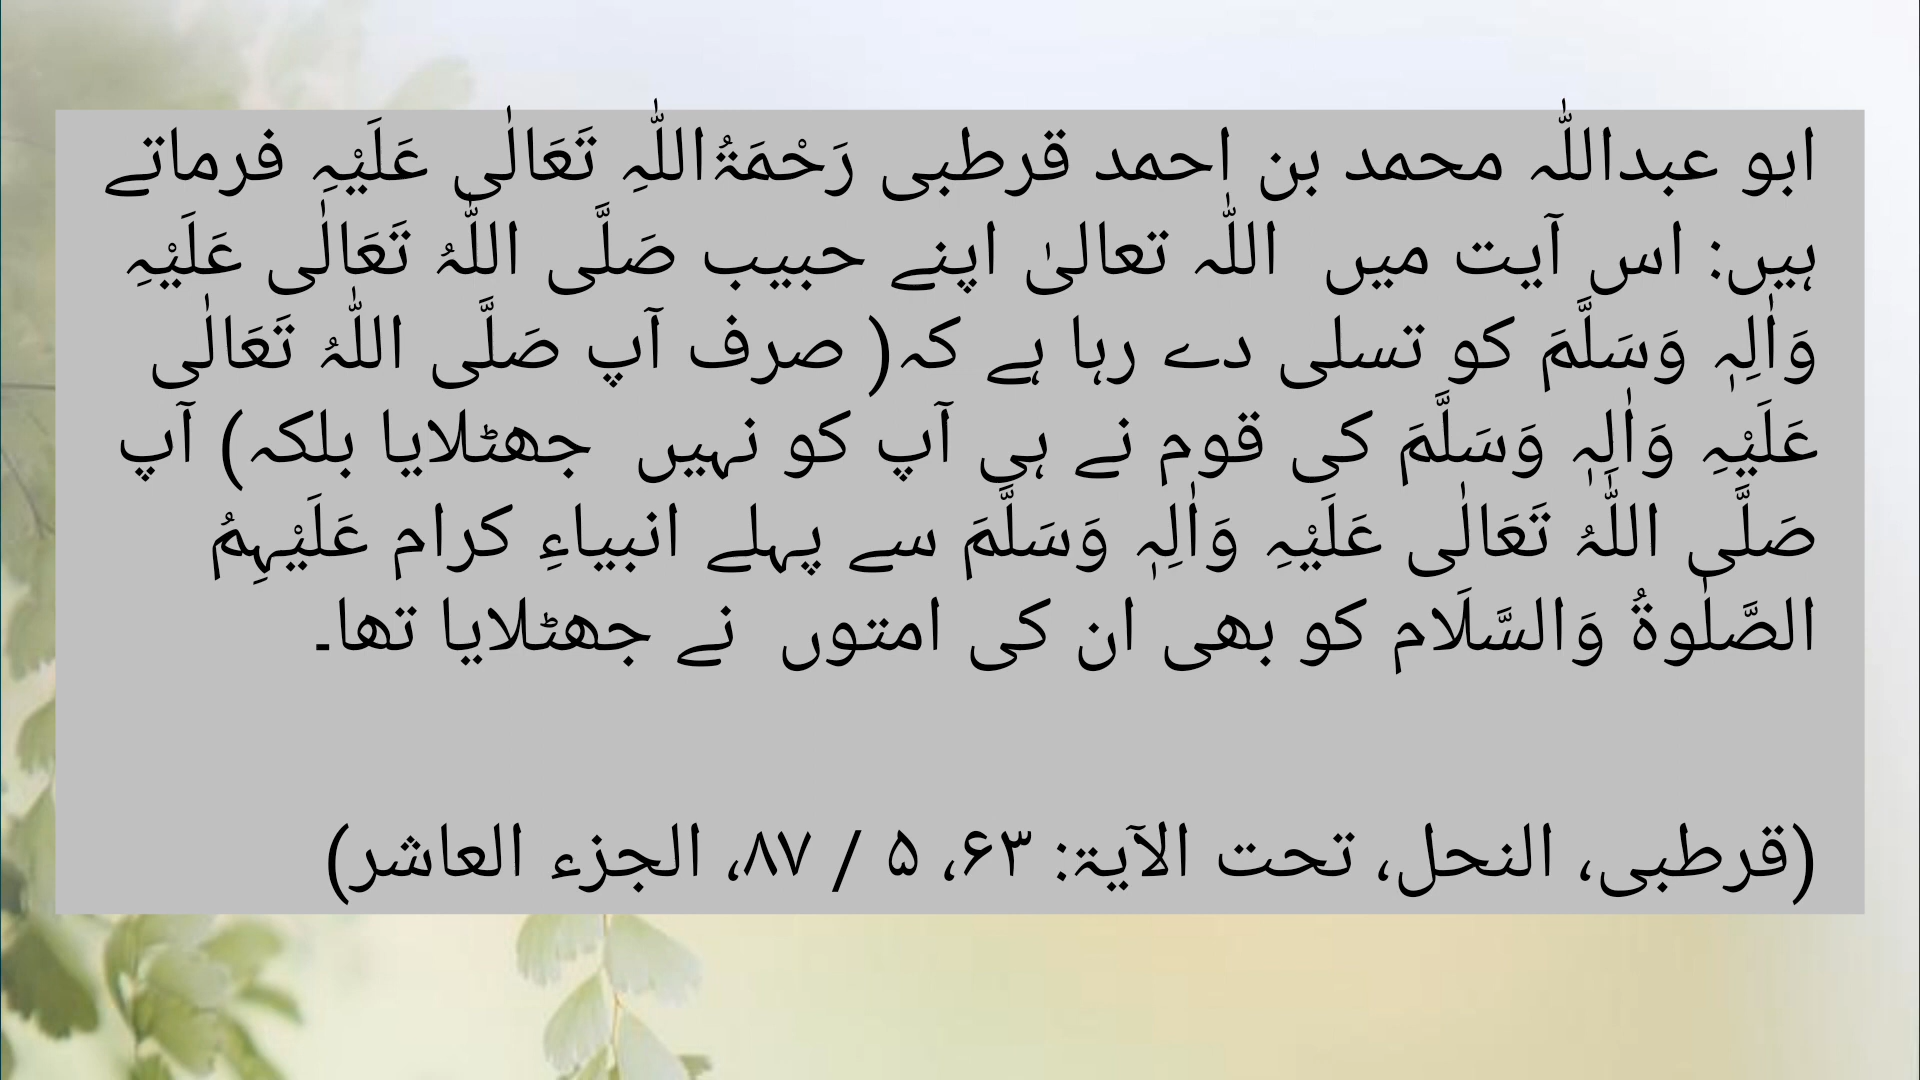 ابو عبداللّٰہ محمد بن احمد قرطبی رَحْمَۃُاللّٰہِ تَعَالٰی عَلَیْہِ فرماتے
ہیں: اس آیت میں اللّٰہ تعالیٰ اپنے حبیب صَلَّی اللّٰہُ تَعَالٰی عَلَیْہِ
وَاٰلِہٖ وَسَلَّمَ کو تسلی دے رہا ہے کہ( صرف آپ صَلَّی اللّٰہُ تَعَالٰی
عَلَیْہِ وَاٰلِہٖ وَسَلَّمَ کی قوم نے ہی آپ کو نہیں جھٹلایا بلکہ) آپ
صَلَّی اللّٰہُ تَعَالٰی عَلَیْہِ وَاٰلِہٖ وَسَلَّمَ سے پہلے انبیاءِ کرام عَلَیْہِمُ
الصَّلٰوۃُ وَالسَّلَام کو بھی ان کی امتوں نے جھٹلایا تھا۔
(قرطبی، النحل، تحت الآیۃ: ۶۳، ۵ / ۸۷، الجزء العاشر)